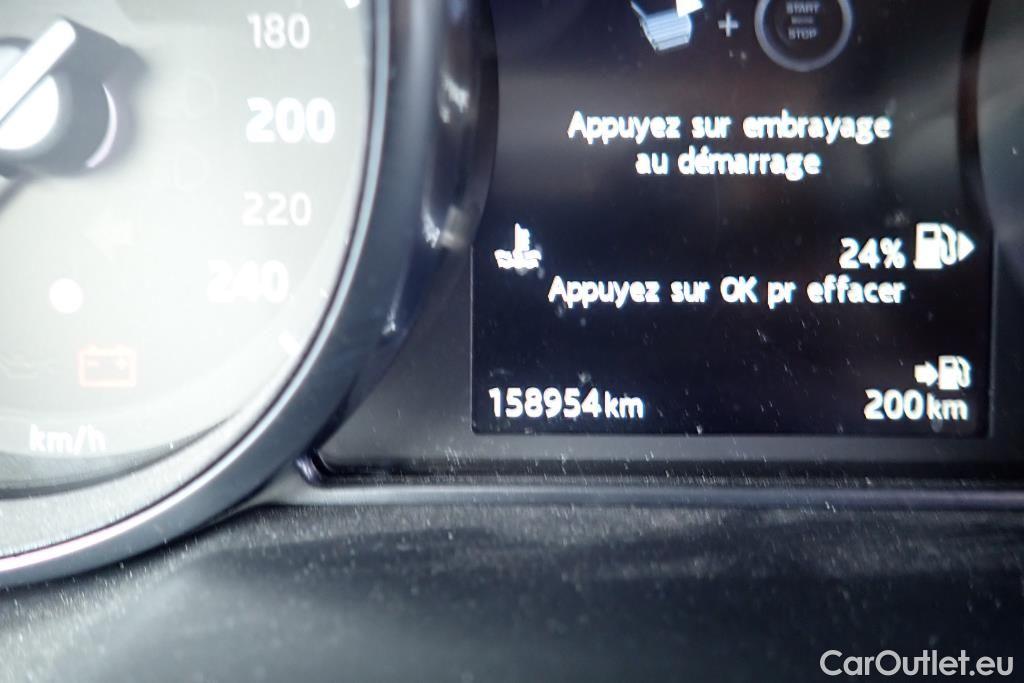 180
START
STOP
+
200
Appuyez sur embrayage
au démarrage
220
24%
240
Appuyez sur OK pr effacer
158954km
200km
km/h
CarOutlet.eu